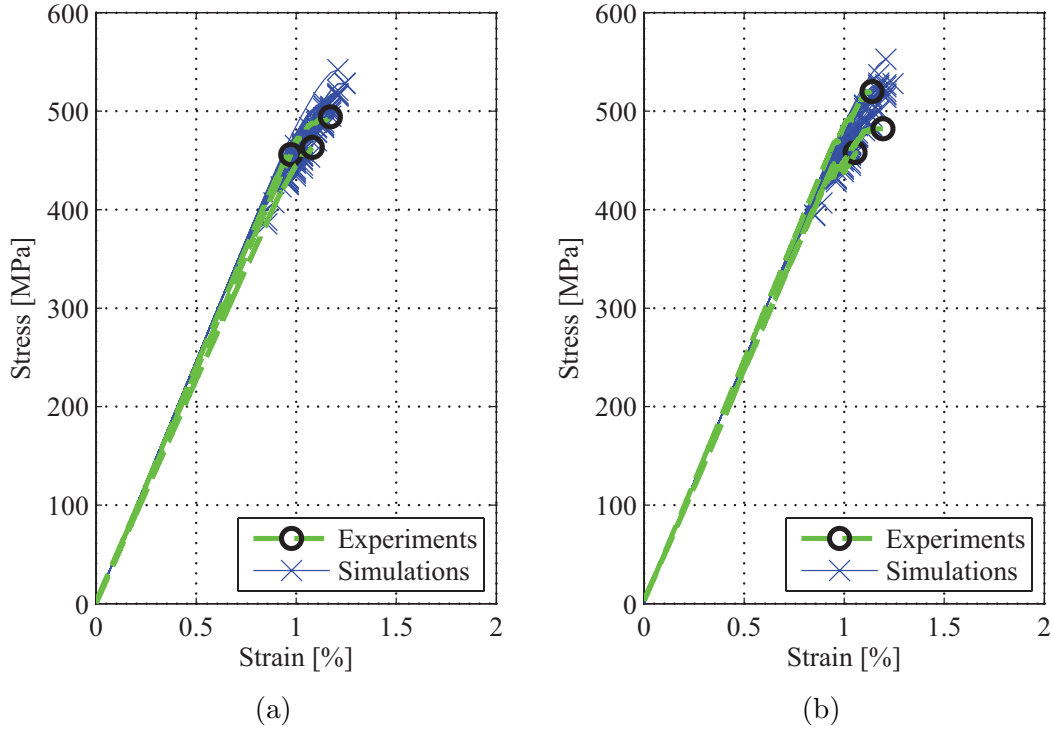 600
500
400
300
200
100
0
Stress [MPa]
0 0.5 1 1.5 2
Strain [%]
Experiments
Simulations
(a)
600
500
400
300
200
100
0
Stress [MPa]
0 0.5 1 1.5 2
Strain [%]
Experiments
Simulations
(b)